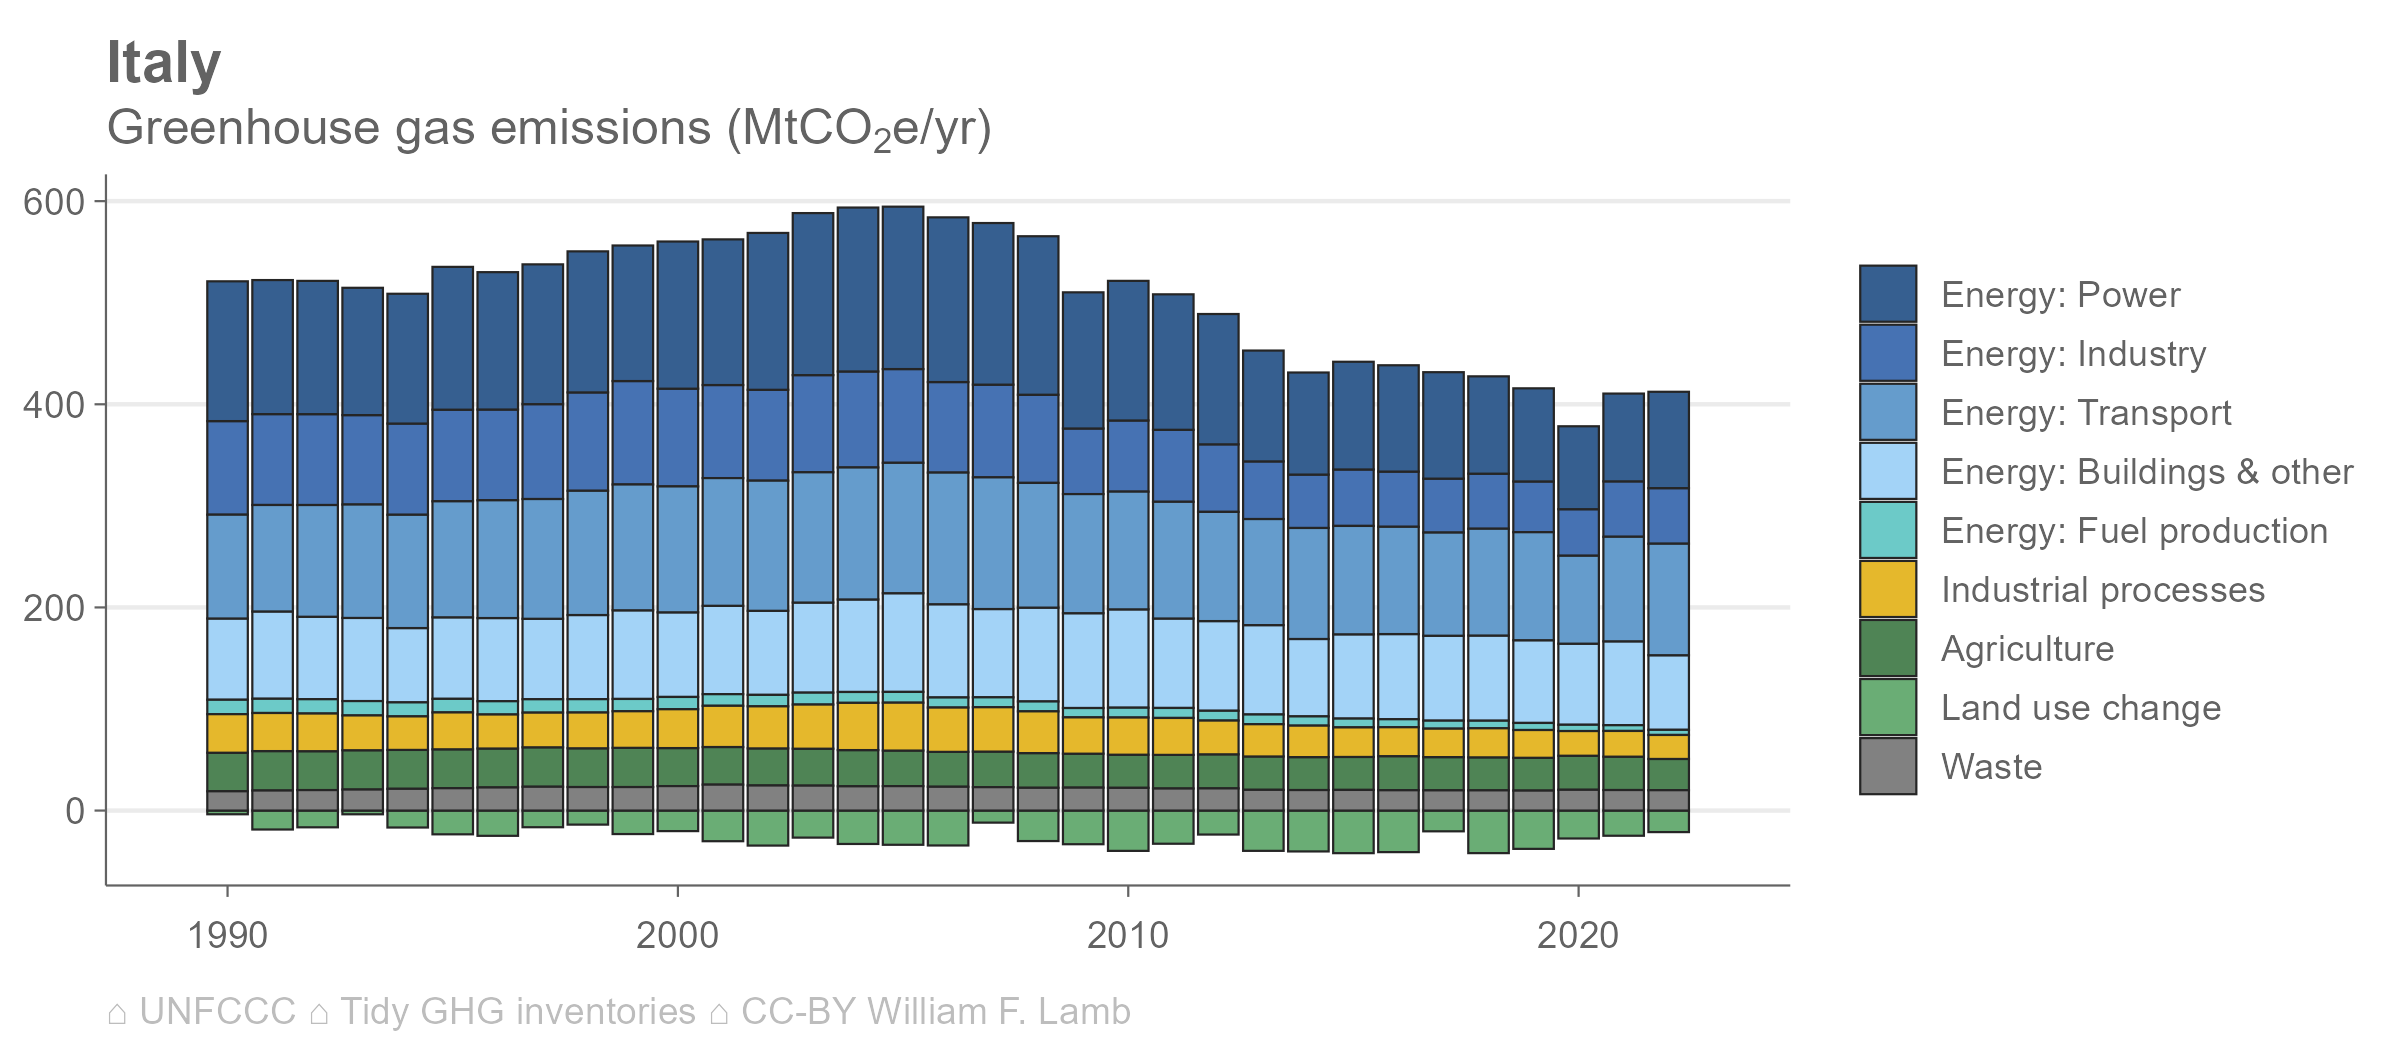 Italy
Greenhouse gas emissions (MtCO₂e/yr)
600
400
200
0
1990 2000 2010 2020
Energy: Power
Energy: Industry
Energy: Transport
Energy: Buildings & other
Energy: Fuel production
Industrial processes
Agriculture
Land use change
Waste
⌂ UNFCCC ⌂ Tidy GHG inventories ⌂ CC-BY William F. Lamb